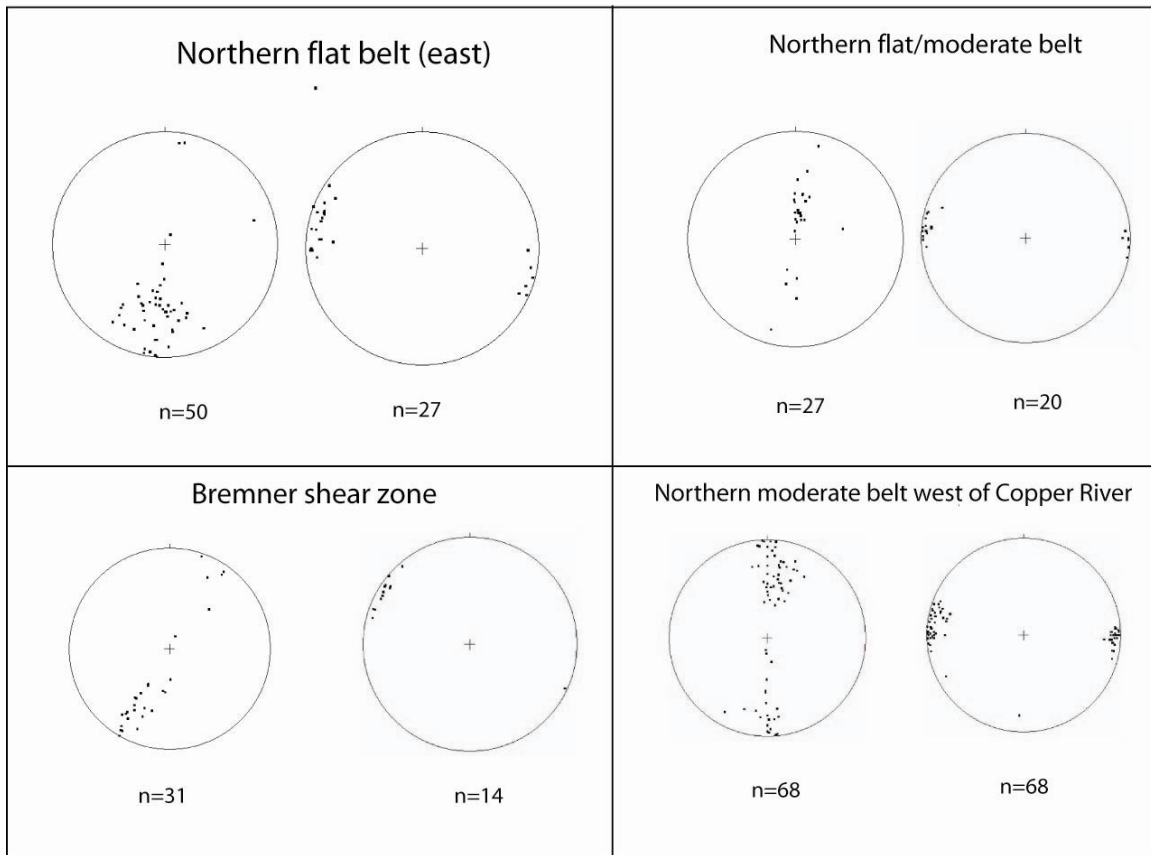 Northern flat belt (east)
n=50
n=27
Northern flat/moderate belt
n=27
n=20
Bremner shear zone
n=31
n=14
Northern moderate belt west of Copper River
n=68
n=68